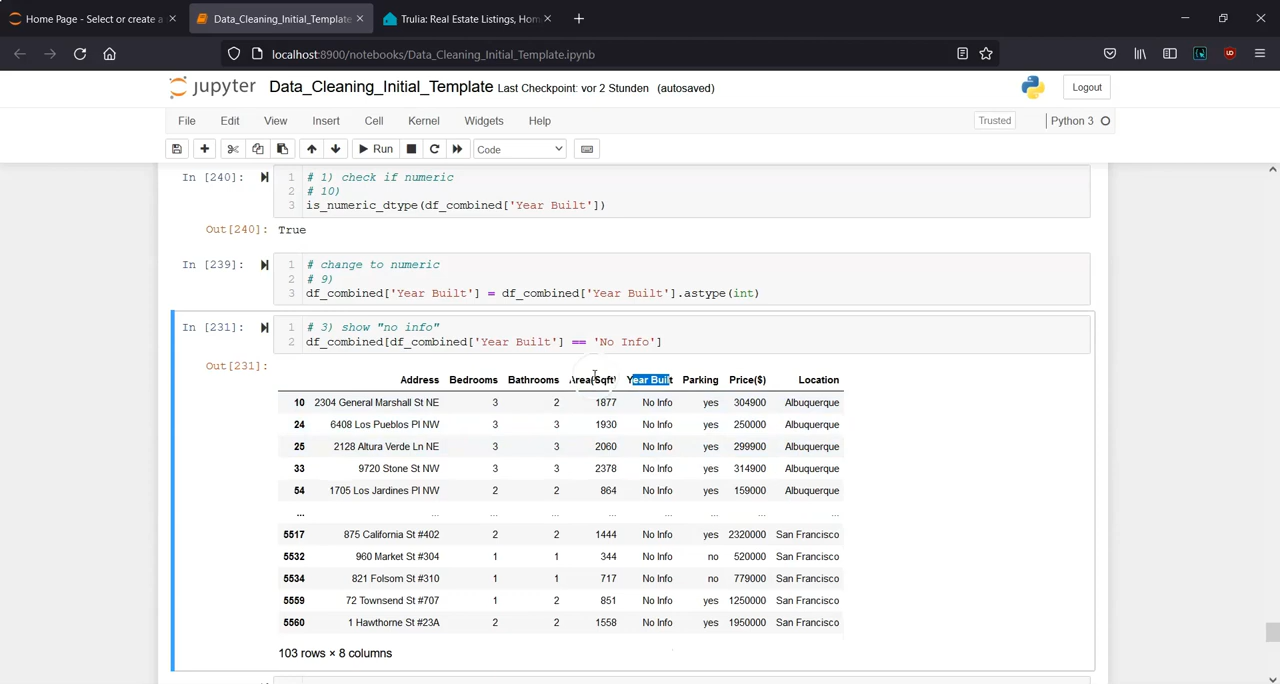 Home Page - Select or create a
Data_Cleaning_Initial_Template
Trulia: Real Estate Listings, Hom
localhost:8900/notebooks/Data_Cleaning_Initial_Template.ipynb
jupyter Data_Cleaning_Initial_Template Last Checkpoint: vor 2 Stunden (autosaved)
Logout
File Edit View Insert Cell Kernel Widgets Help
Trusted
Python 3
Run
Code
In [240]:
1 # 1) check if numeric
2 # 10)
3 is_numeric_dtype(df_combined['Year Built'])
Out[240]: True
In [239]:
1 # change to numeric
2 # 9)
3 df_combined['Year Built'] = df_combined['Year Built'].astype(int)
In [231]:
1 # 3) show "no info"
2 df_combined[df_combined['Year Built'] == 'No Info']
Out[231]:
Address Bedrooms Bathrooms Area(Sqft) Year Built Parking Price($) Location
10 2304 General Marshall St NE 3 2 1877 No Info yes 304900 Albuquerque
24 6408 Los Pueblos Pl NW 3 3 1930 No Info yes 250000 Albuquerque
25 2128 Altura Verde Ln NE 3 3 2060 No Info yes 299900 Albuquerque
33 9720 Stone St NW 3 3 2378 No Info yes 314900 Albuquerque
54 1705 Los Jardines Pl NW 2 2 864 No Info yes 159000 Albuquerque
... ... ... ... ... ... ... ... ...
5517 875 California St #402 2 2 1444 No Info yes 2320000 San Francisco
5532 960 Market St #304 1 1 344 No Info no 520000 San Francisco
5534 821 Folsom St #310 1 1 717 No Info no 779000 San Francisco
5559 72 Townsend St #707 1 2 851 No Info yes 1250000 San Francisco
5560 1 Hawthorne St #23A 2 2 1558 No Info yes 1950000 San Francisco
103 rows × 8 columns